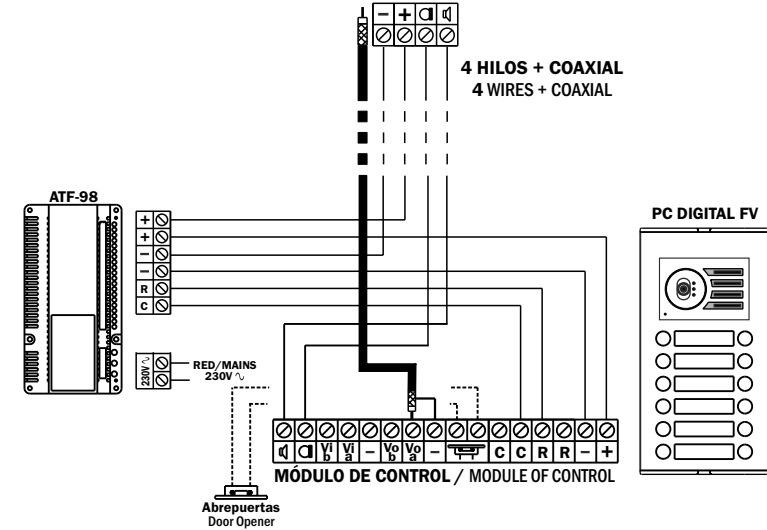 − +
4 HILOS + COAXIAL
4 WIRES + COAXIAL
ATF-98
+
+
−
−
R
C
230V ∿
RED/MAINS
230V ∿
PC DIGITAL FV
Vi b Vi a − Vo b Vo a − C C R R − +
MÓDULO DE CONTROL / MODULE OF CONTROL
Abrepuertas
Door Opener